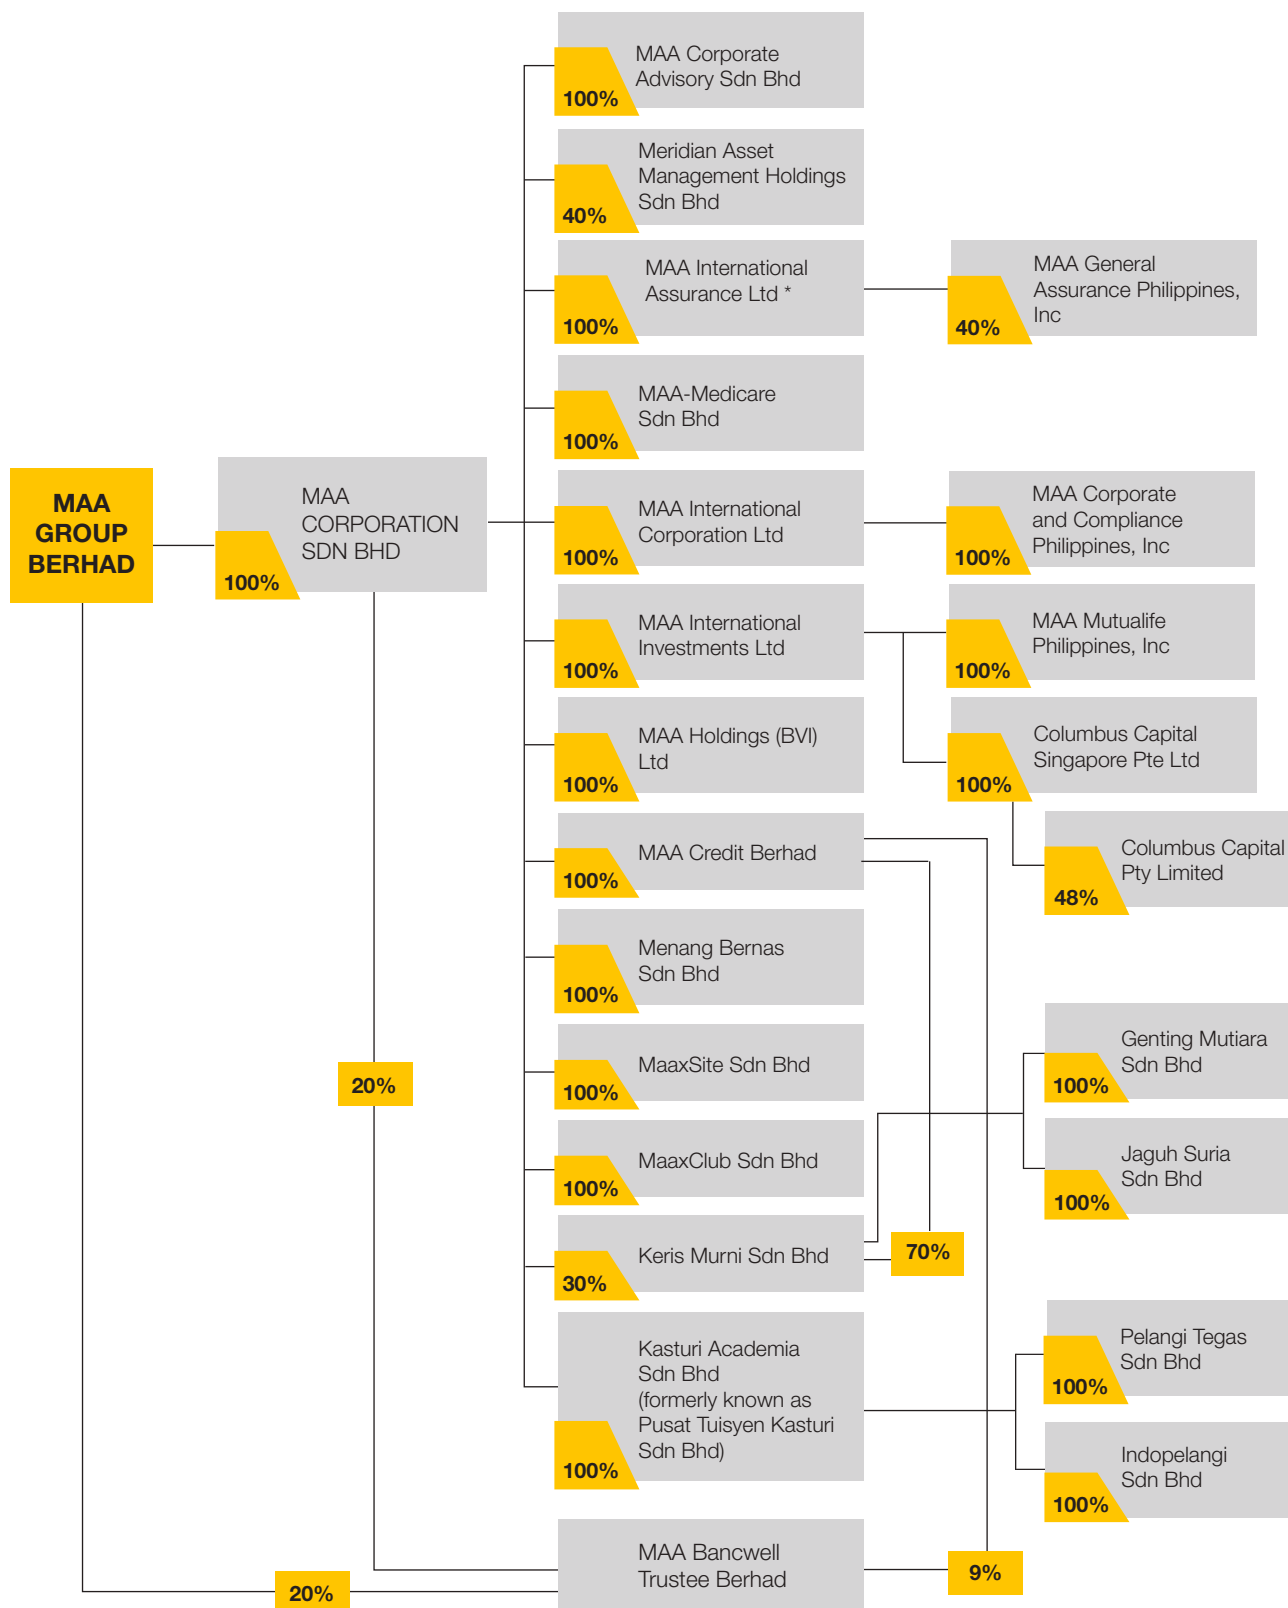 MAA Corporate
Advisory Sdn Bhd
100%
Meridian Asset
Management Holdings
Sdn Bhd
40%
MAA International
Assurance Ltd *
100%
MAA General
Assurance Philippines,
Inc
40%
MAA-Medicare
Sdn Bhd
100%
MAA
GROUP
BERHAD
MAA
CORPORATION
SDN BHD
100%
MAA International
Corporation Ltd
100%
MAA Corporate
and Compliance
Philippines, Inc
100%
MAA International
Investments Ltd
100%
MAA Mutualife
Philippines, Inc
100%
MAA Holdings (BVI)
Ltd
100%
Columbus Capital
Singapore Pte Ltd
100%
MAA Credit Berhad
100%
Columbus Capital
Pty Limited
48%
Menang Bernas
Sdn Bhd
100%
MaaxSite Sdn Bhd
100%
20%
Genting Mutiara
Sdn Bhd
100%
MaaxClub Sdn Bhd
100%
Jaguh Suria
Sdn Bhd
100%
Keris Murni Sdn Bhd
30%
70%
Kasturi Academia
Sdn Bhd
(formerly known as
Pusat Tuisyen Kasturi
Sdn Bhd)
100%
Pelangi Tegas
Sdn Bhd
100%
Indopelangi
Sdn Bhd
100%
MAA Bancwell
Trustee Berhad
9%
20%